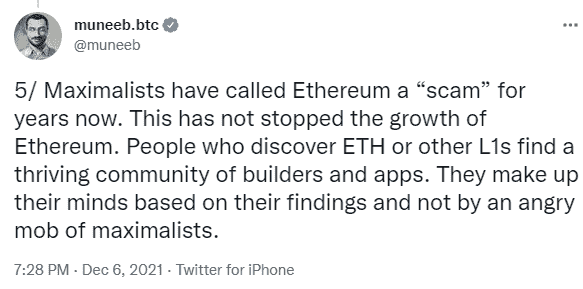 muneeb.btc
@muneeb
5/ Maximalists have called Ethereum a “scam” for
years now. This has not stopped the growth of
Ethereum. People who discover ETH or other L1s find a
thriving community of builders and apps. They make up
their minds based on their findings and not by an angry
mob of maximalists.
7:28 PM · Dec 6, 2021 · Twitter for iPhone